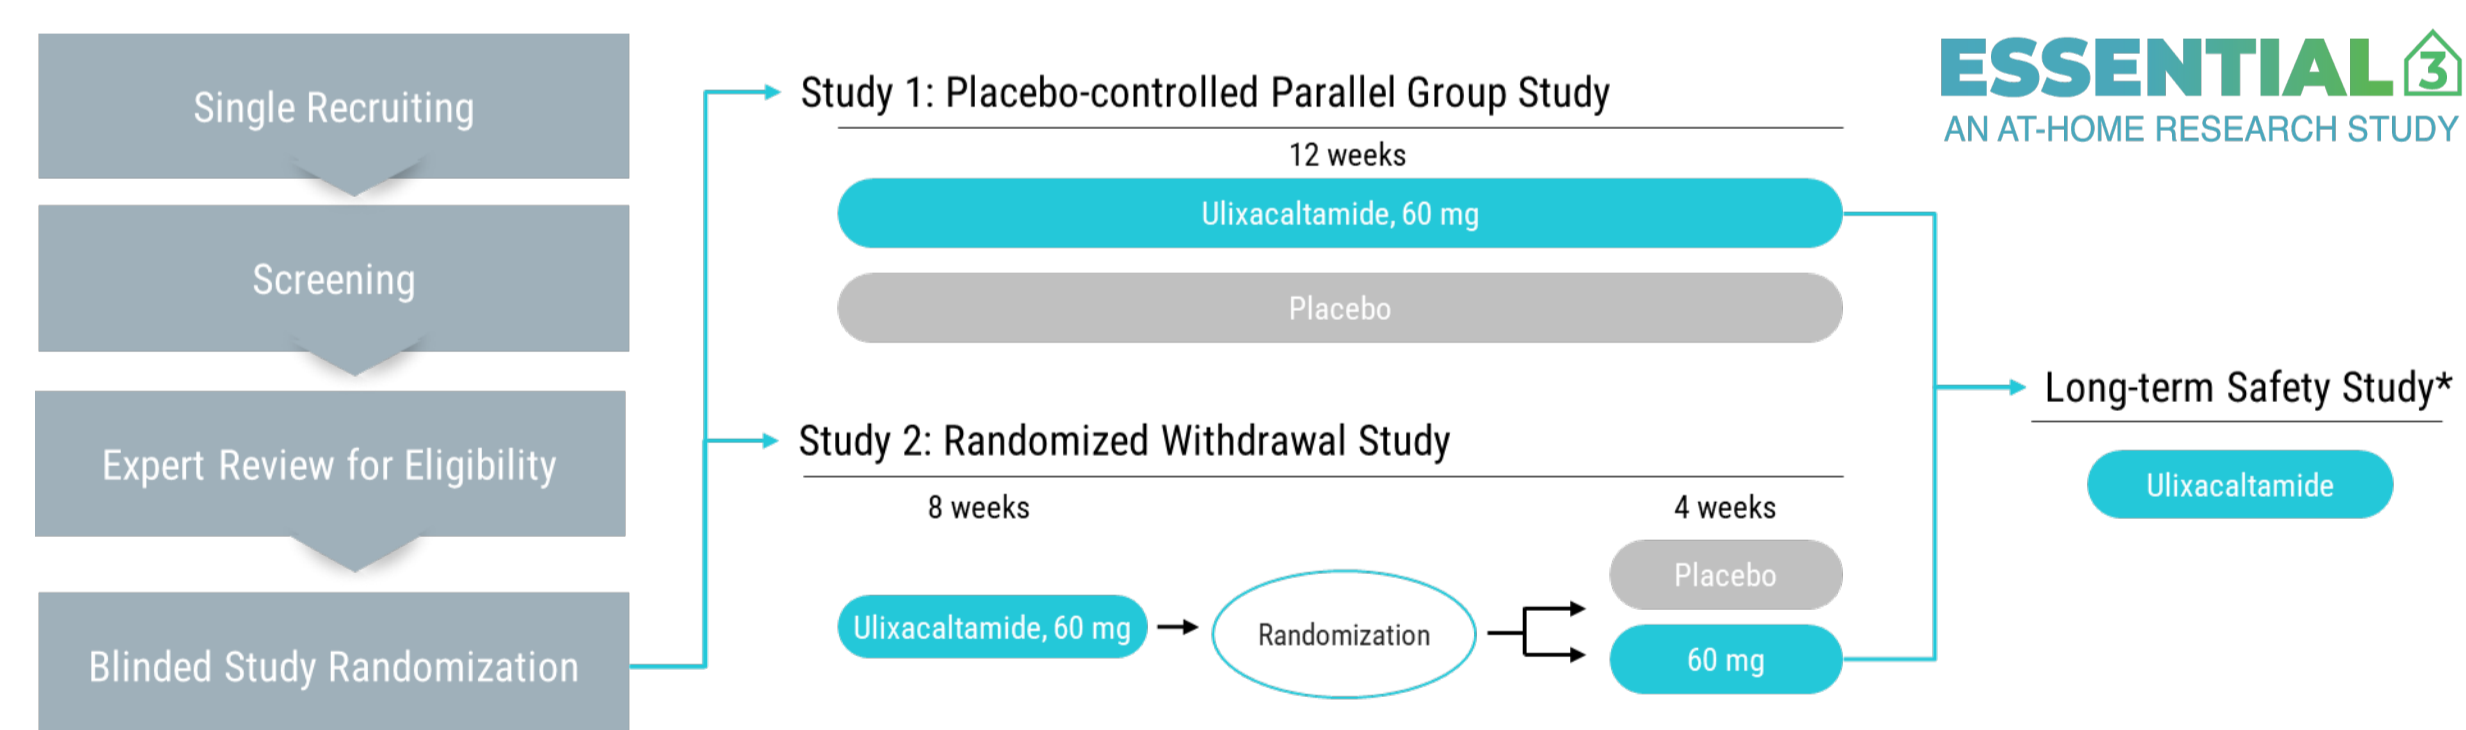 Single Recruiting
Screening
Expert Review for Eligibility
Blinded Study Randomization
Study 1: Placebo-controlled Parallel Group Study
12 weeks
Ulixacaltamide, 60 mg
Placebo
Study 2: Randomized Withdrawal Study
8 weeks
4 weeks
Ulixacaltamide, 60 mg
Randomization
Placebo
60 mg
ESSENTIAL 3
AN AT-HOME RESEARCH STUDY
Long-term Safety Study*
Ulixacaltamide